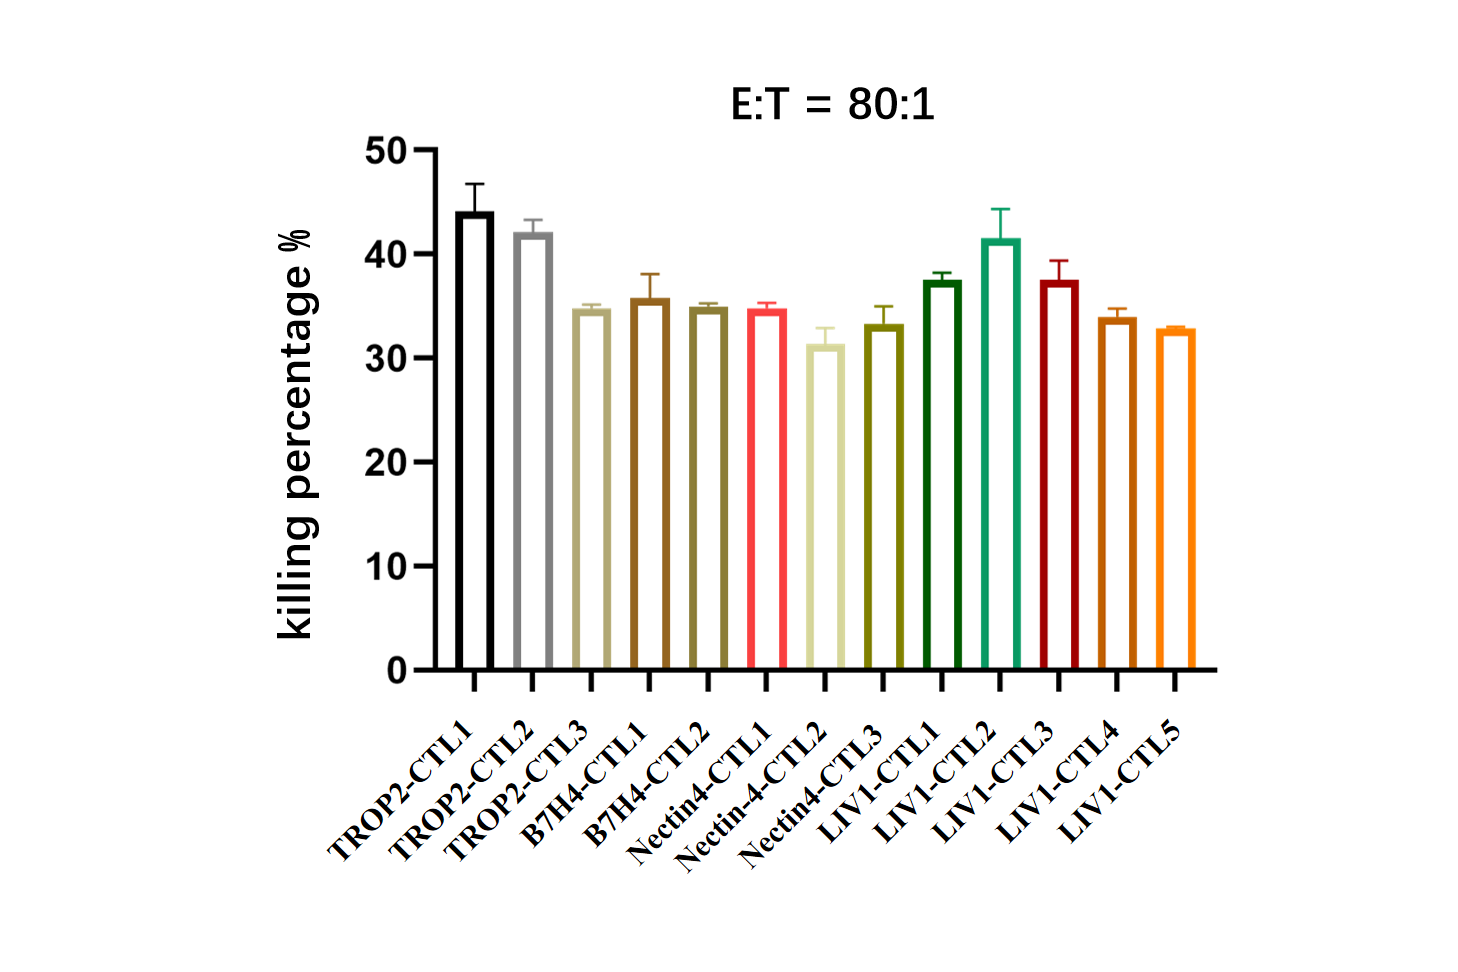 E:T = 80:1
killing percentage %
50
40
30
20
10
0
TROP2-CTL1
TROP2-CTL2
TROP2-CTL3
B7H4-CTL1
B7H4-CTL2
Nectin4-CTL1
Nectin-4-CTL2
Nectin4-CTL3
LIV1-CTL1
LIV1-CTL2
LIV1-CTL3
LIV1-CTL4
LIV1-CTL5